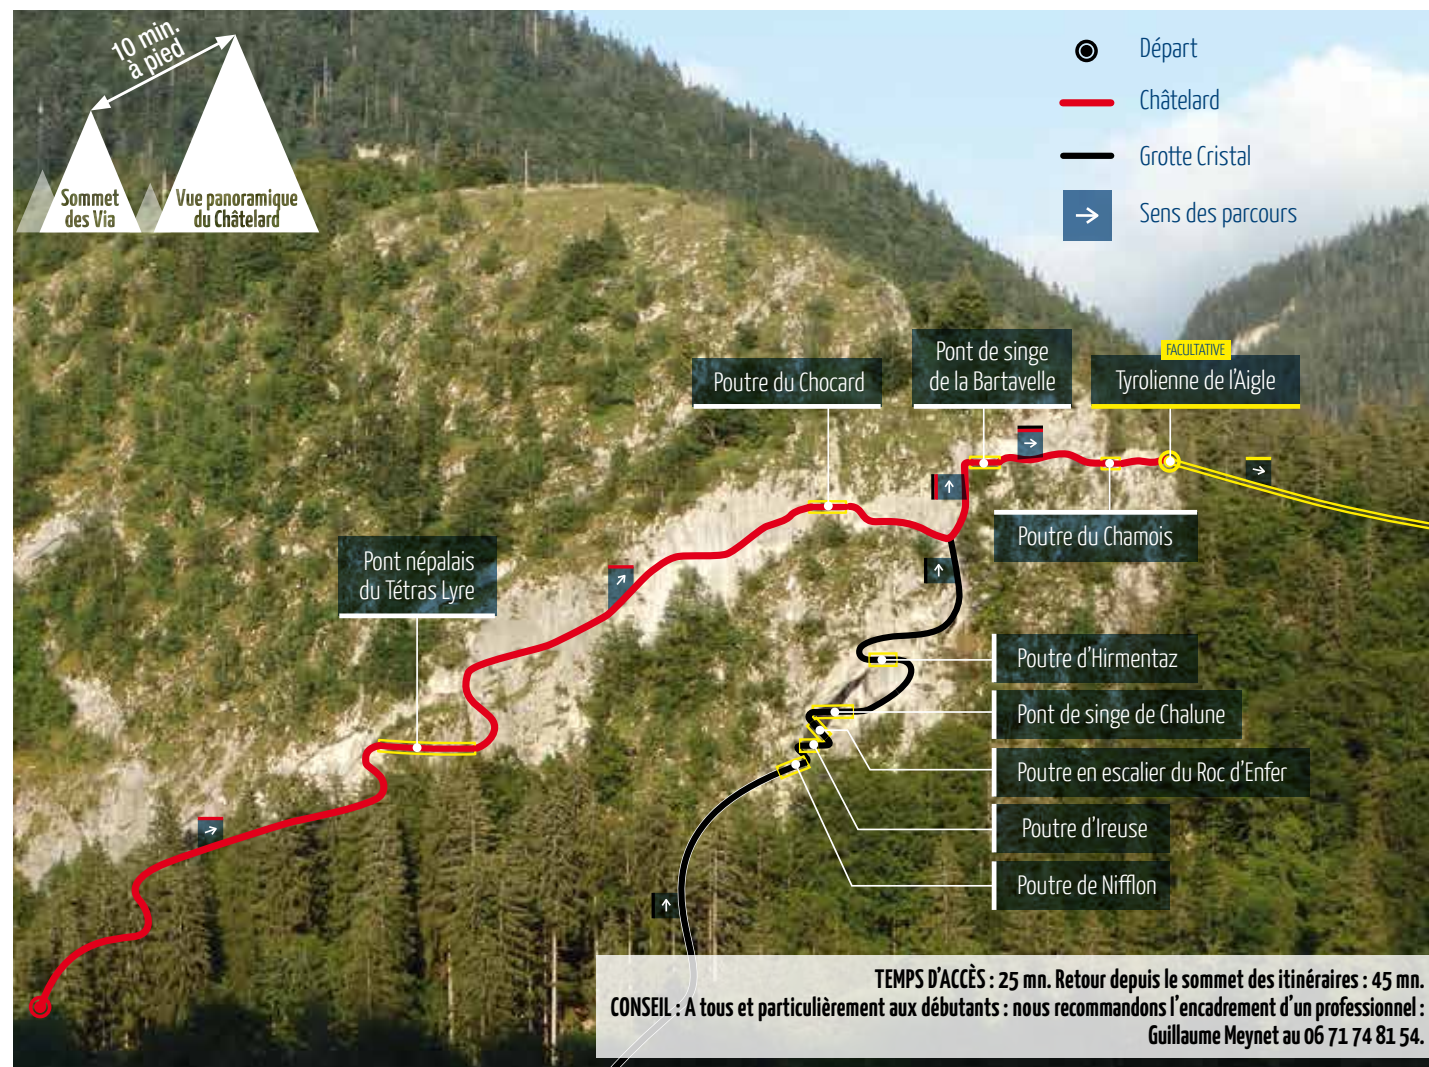 10 min.
à pied
Sommet
des Via
Vue panoramique
du Châtelard
Départ
Châtelard
Grotte Cristal
Sens des parcours
Poutre du Chocard
Pont de singe
de la Bartavelle
FACULTATIVE
Tyrolienne de l'Aigle
Pont népalais
du Tétras Lyre
Poutre du Chamois
Poutre d'Hirmentaz
Pont de singe de Chalune
Poutre en escalier du Roc d'Enfer
Poutre d'Ireuse
Poutre de Nifflon
TEMPS D'ACCÈS : 25 mn. Retour depuis le sommet des itinéraires : 45 mn.
CONSEIL : A tous et particulièrement aux débutants : nous recommandons l'encadrement d'un professionnel :
Guillaume Meynet au 06 71 74 81 54.